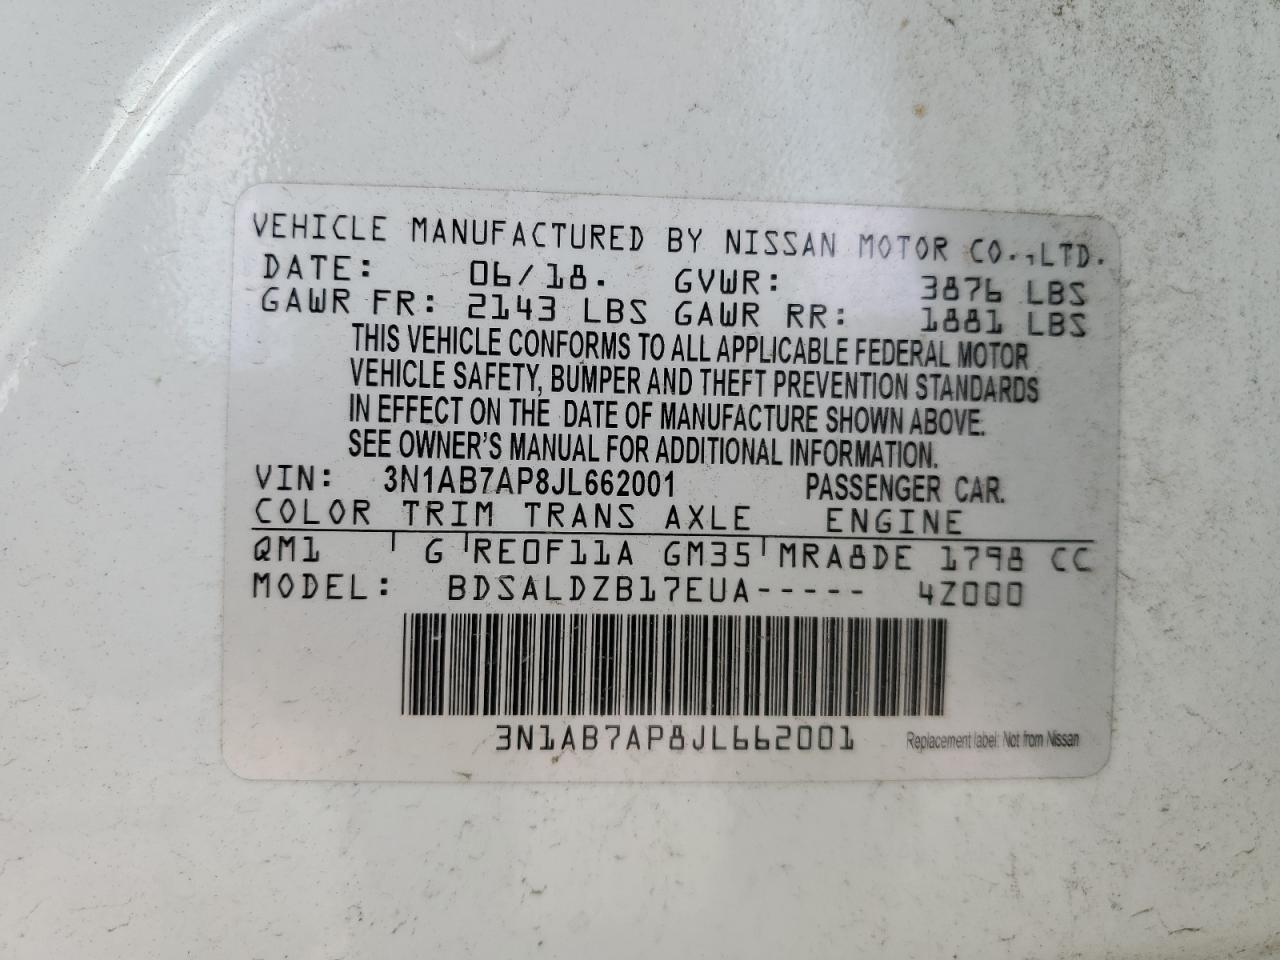 VEHICLE MANUFACTURED BY NISSAN MOTOR CO.,LTD.
DATE: 06/18. GVWR: 3876 LBS
GAWR FR: 2143 LBS GAWR RR: 1881 LBS
THIS VEHICLE CONFORMS TO ALL APPLICABLE FEDERAL MOTOR
VEHICLE SAFETY, BUMPER AND THEFT PREVENTION STANDARDS
IN EFFECT ON THE DATE OF MANUFACTURE SHOWN ABOVE.
SEE OWNER'S MANUAL FOR ADDITIONAL INFORMATION.
VIN: 3N1AB7AP8JL662001 PASSENGER CAR.
COLOR TRIM TRANS AXLE ENGINE
QM1 G RE0F11A GM35 MRA8DE 1798 CC
MODEL: BDSALDZB17EUA----- 4Z000
3N1AB7AP8JL662001
Replacement label: Not from Nissan